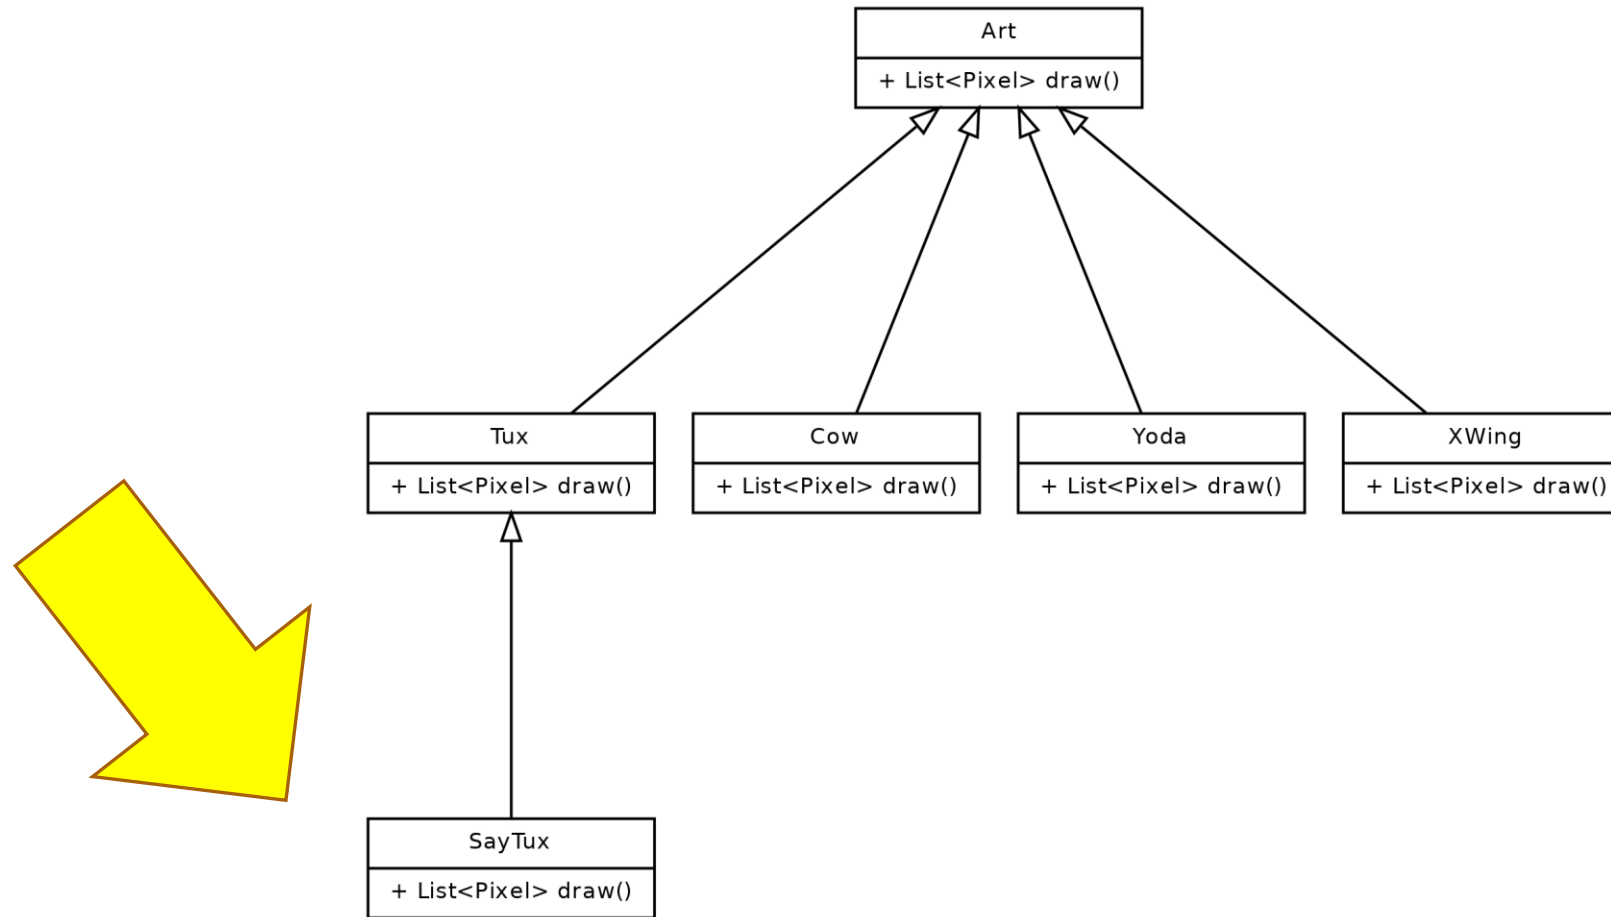 Art
+ List<Pixel> draw()
Tux
+ List<Pixel> draw()
Cow
+ List<Pixel> draw()
Yoda
+ List<Pixel> draw()
XWing
+ List<Pixel> draw()
SayTux
+ List<Pixel> draw()